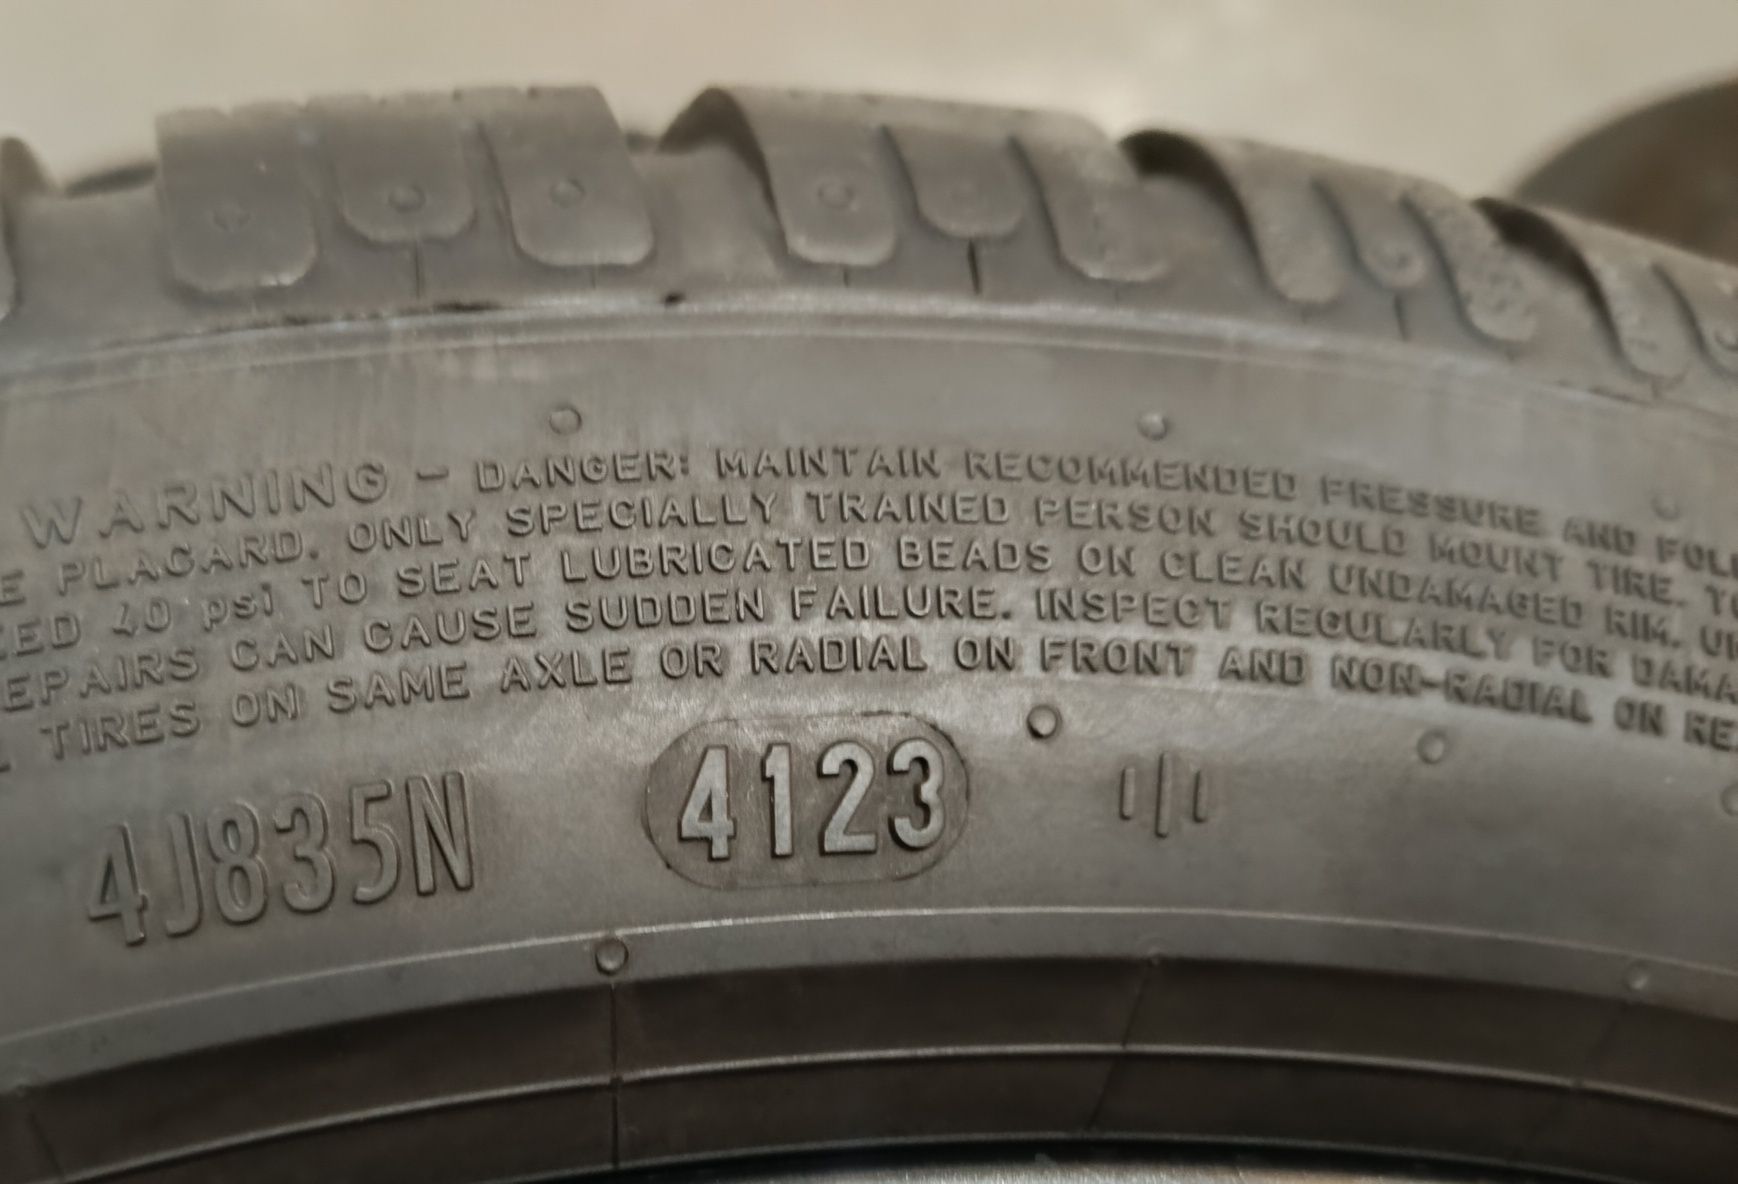 WARNING - DANGER: MAINTAIN RECOMMENDED PRESSURE AND
PLACARD. ONLY SPECIALLY TRAINED PERSON SHOULD MOUNT TIRE.
40 psi TO SEAT LUBRICATED BEADS ON CLEAN UNDAMAGED RIM.
CAN CAUSE SUDDEN FAILURE. INSPECT REGULARLY FOR
TIRES ON SAME AXLE OR RADIAL ON FRONT AND NON-RADIAL ON
4J835N 4123